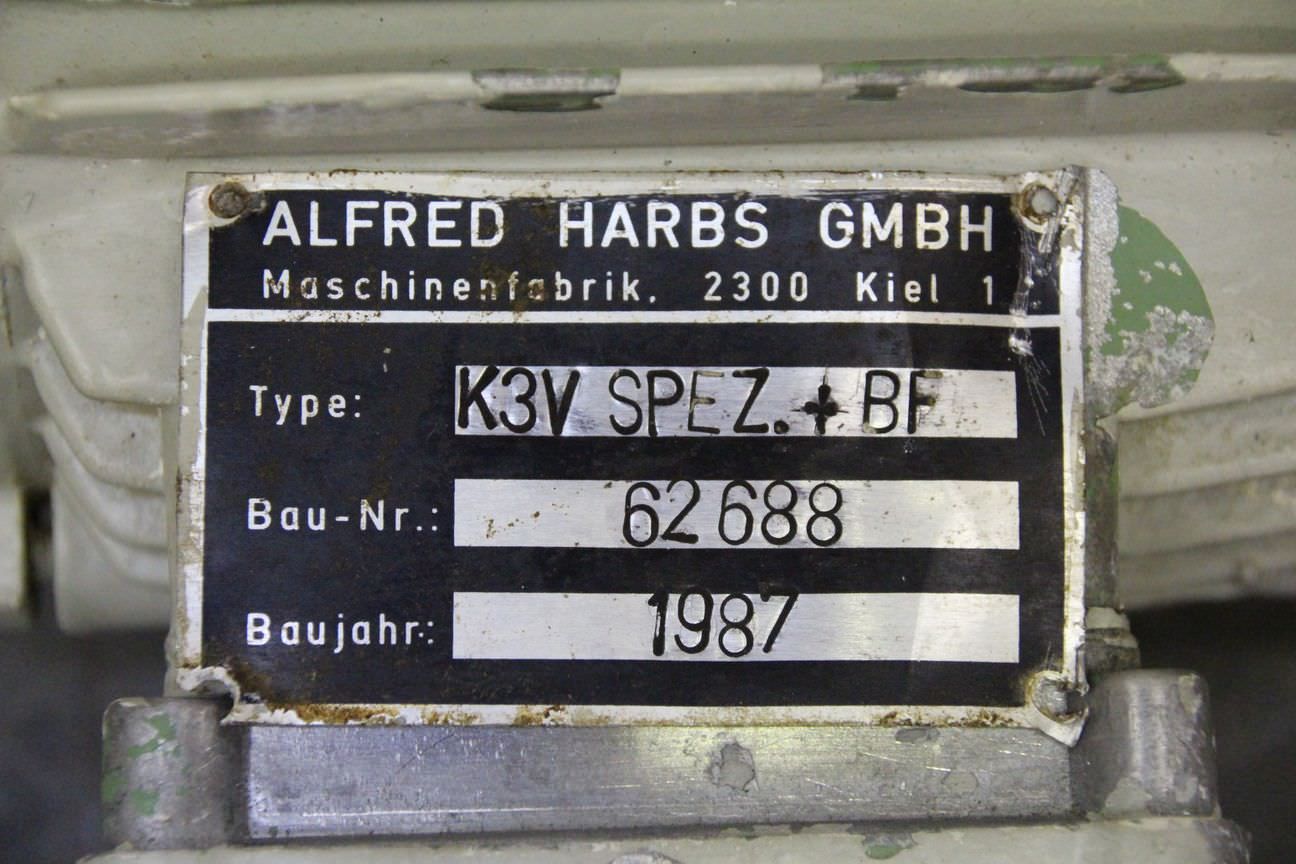 ALFRED HARBS GMBH
Maschinenfabrik, 2300 Kiel 1
Type: K3V SPEZ. + BF
Bau-Nr.: 62688
Baujahr: 1987